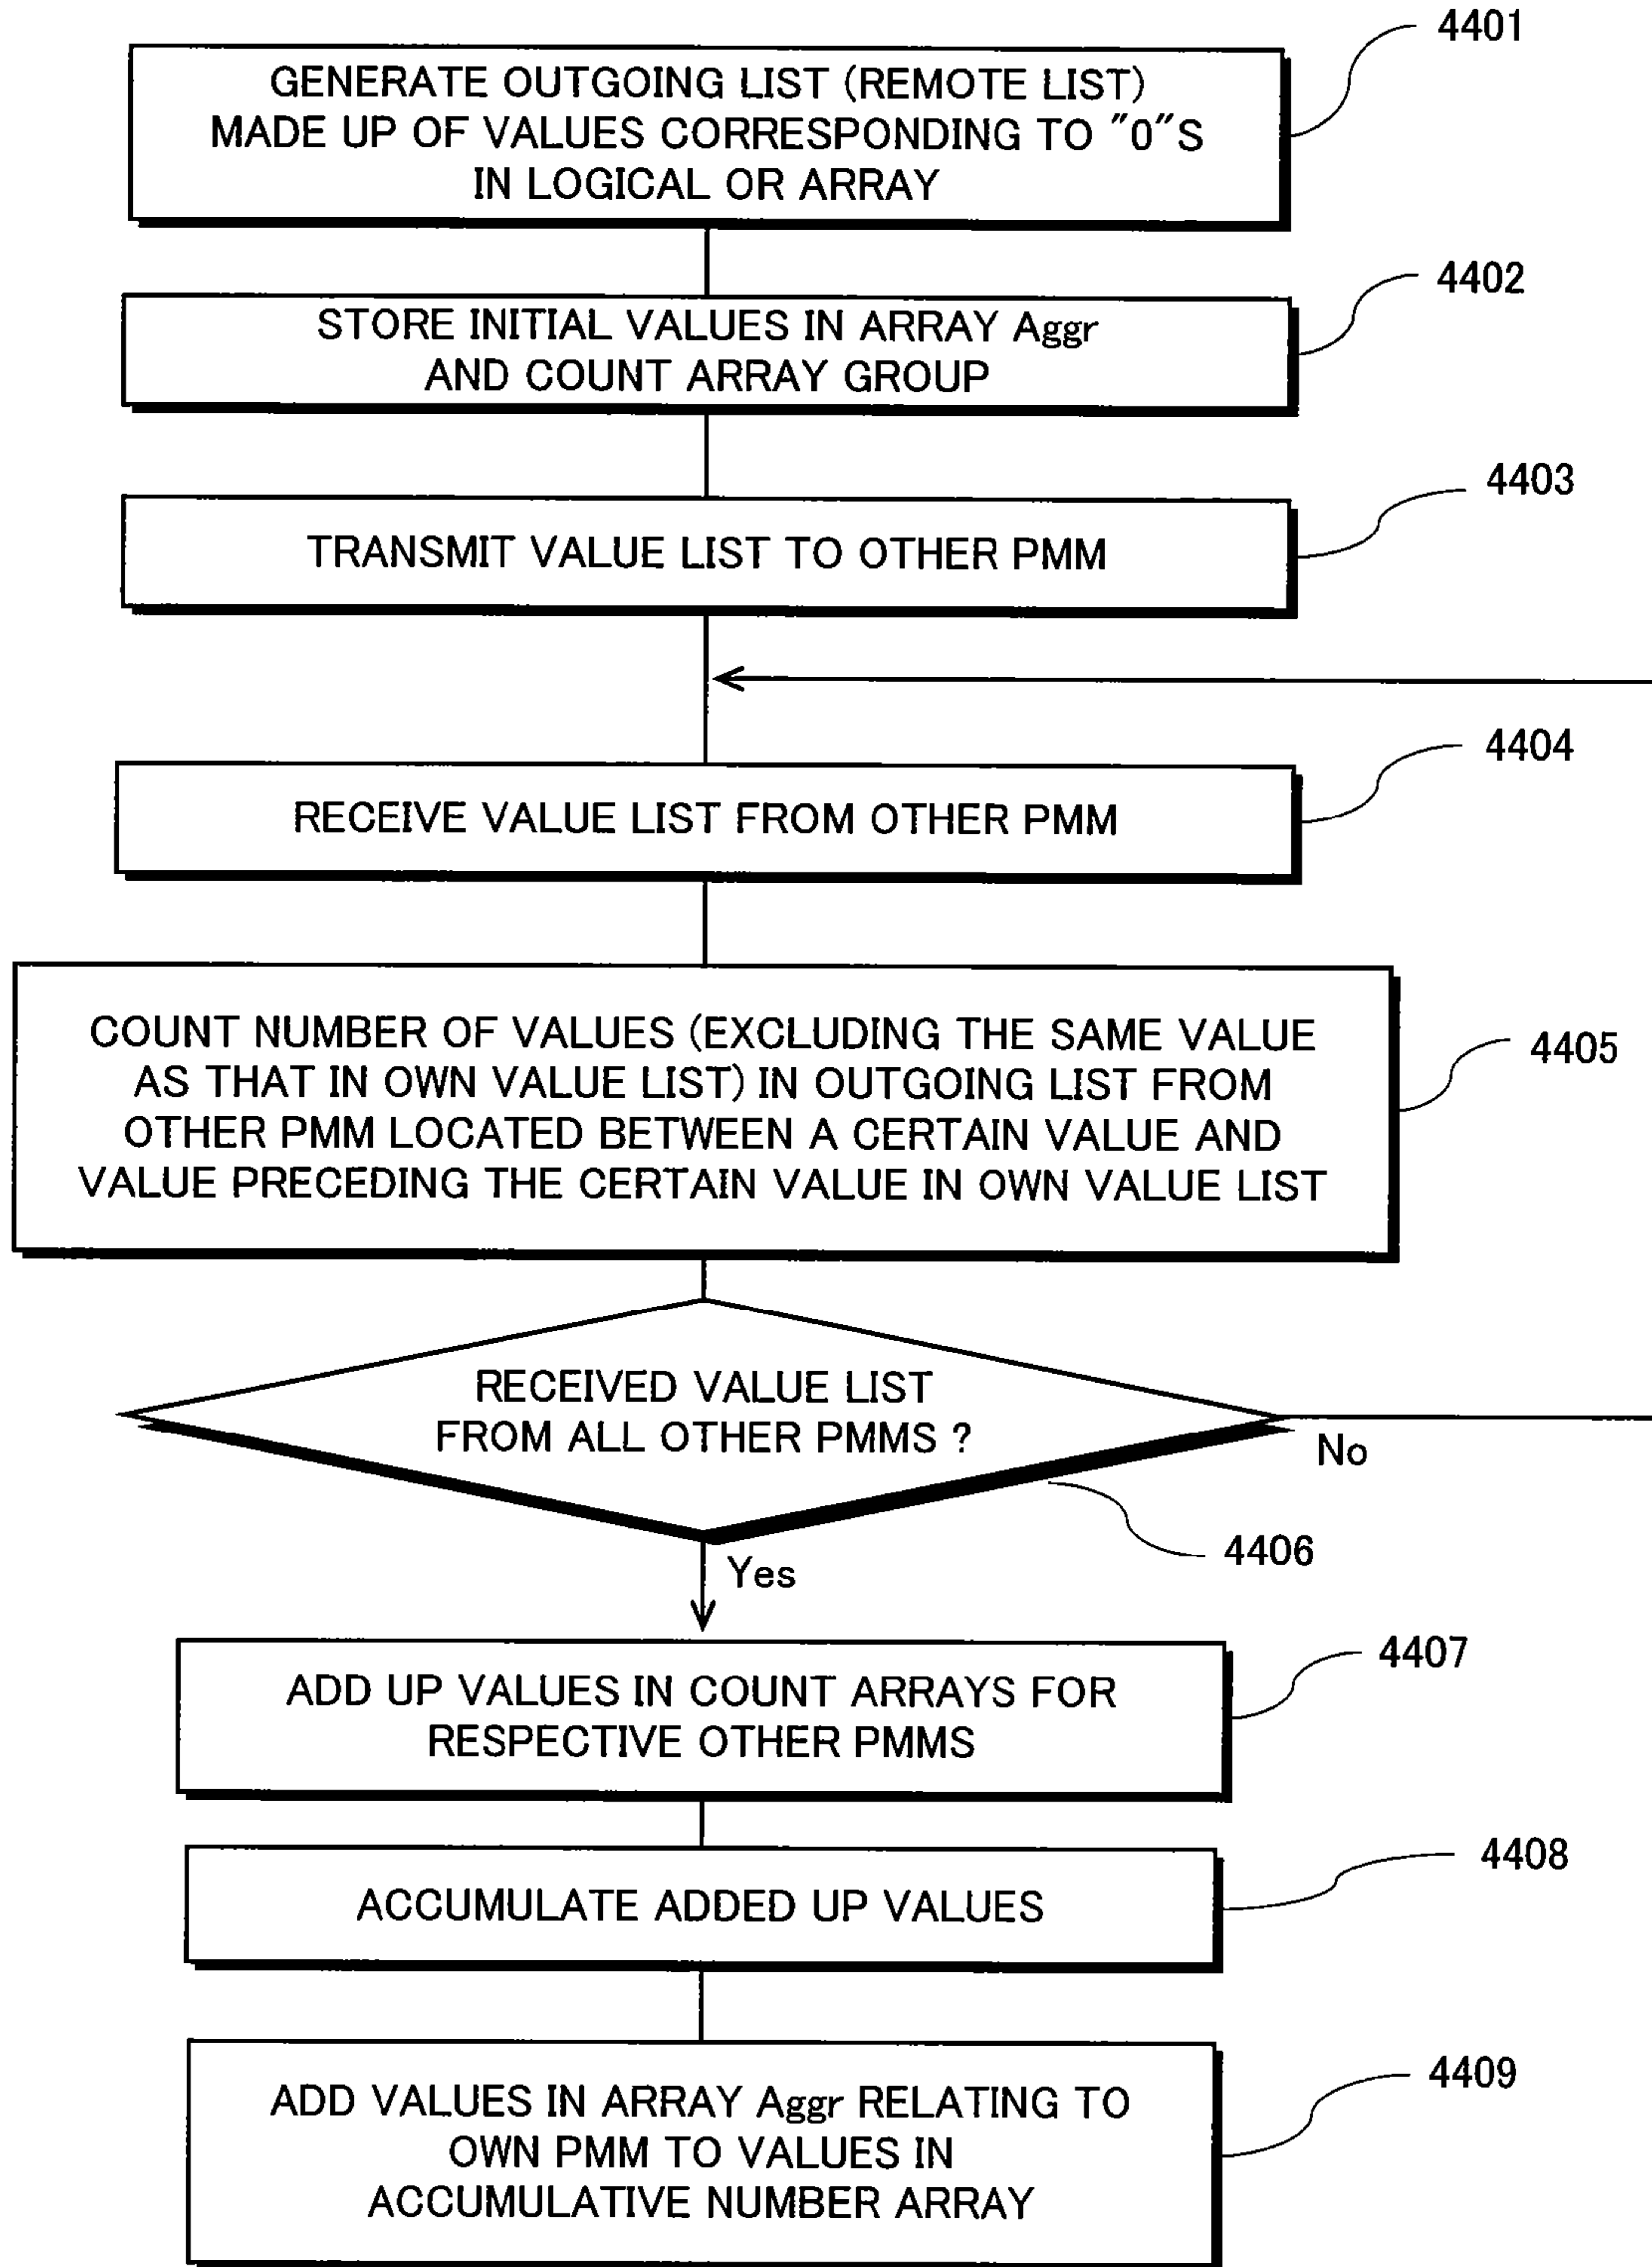 4401
GENERATE OUTGOING LIST (REMOTE LIST)
MADE UP OF VALUES CORRESPONDING TO "0"S
IN LOGICAL OR ARRAY
4402
STORE INITIAL VALUES IN ARRAY Aggr
AND COUNT ARRAY GROUP
4403
TRANSMIT VALUE LIST TO OTHER PMM
4404
RECEIVE VALUE LIST FROM OTHER PMM
4405
COUNT NUMBER OF VALUES (EXCLUDING THE SAME VALUE
AS THAT IN OWN VALUE LIST) IN OUTGOING LIST FROM
OTHER PMM LOCATED BETWEEN A CERTAIN VALUE AND
VALUE PRECEDING THE CERTAIN VALUE IN OWN VALUE LIST
RECEIVED VALUE LIST
FROM ALL OTHER PMMS ?
No
4406
Yes
4407
ADD UP VALUES IN COUNT ARRAYS FOR
RESPECTIVE OTHER PMMS
4408
ACCUMULATE ADDED UP VALUES
4409
ADD VALUES IN ARRAY Aggr RELATING TO
OWN PMM TO VALUES IN
ACCUMULATIVE NUMBER ARRAY